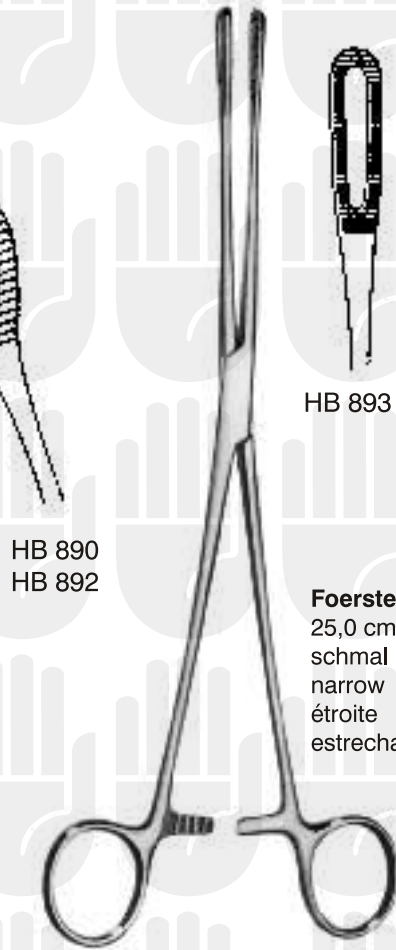 HB 893
HB 890
HB 892
Foerste
25,0 cm
schmal
narrow
étroite
estrecha